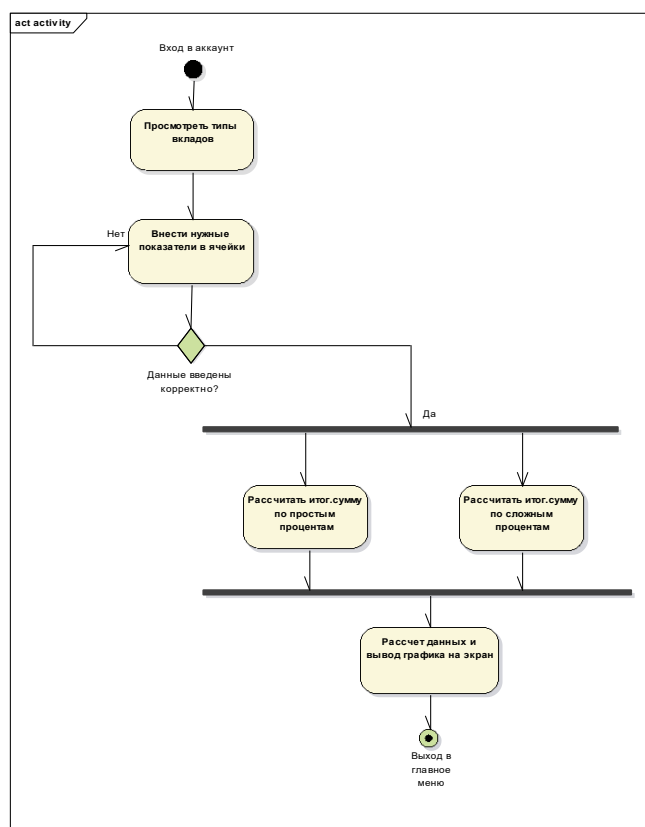 act activity
Вход в аккаунт
Просмотреть типы
вкладов
Нет
Внести нужные
показатели в ячейки
Данные введены
корректно?
Да
Рассчитать итог.сумму
по простым
процентам
Рассчитать итог.сумму
по сложным
процентам
Рассчет данных и
вывод графика на экран
Выход в
главное
меню